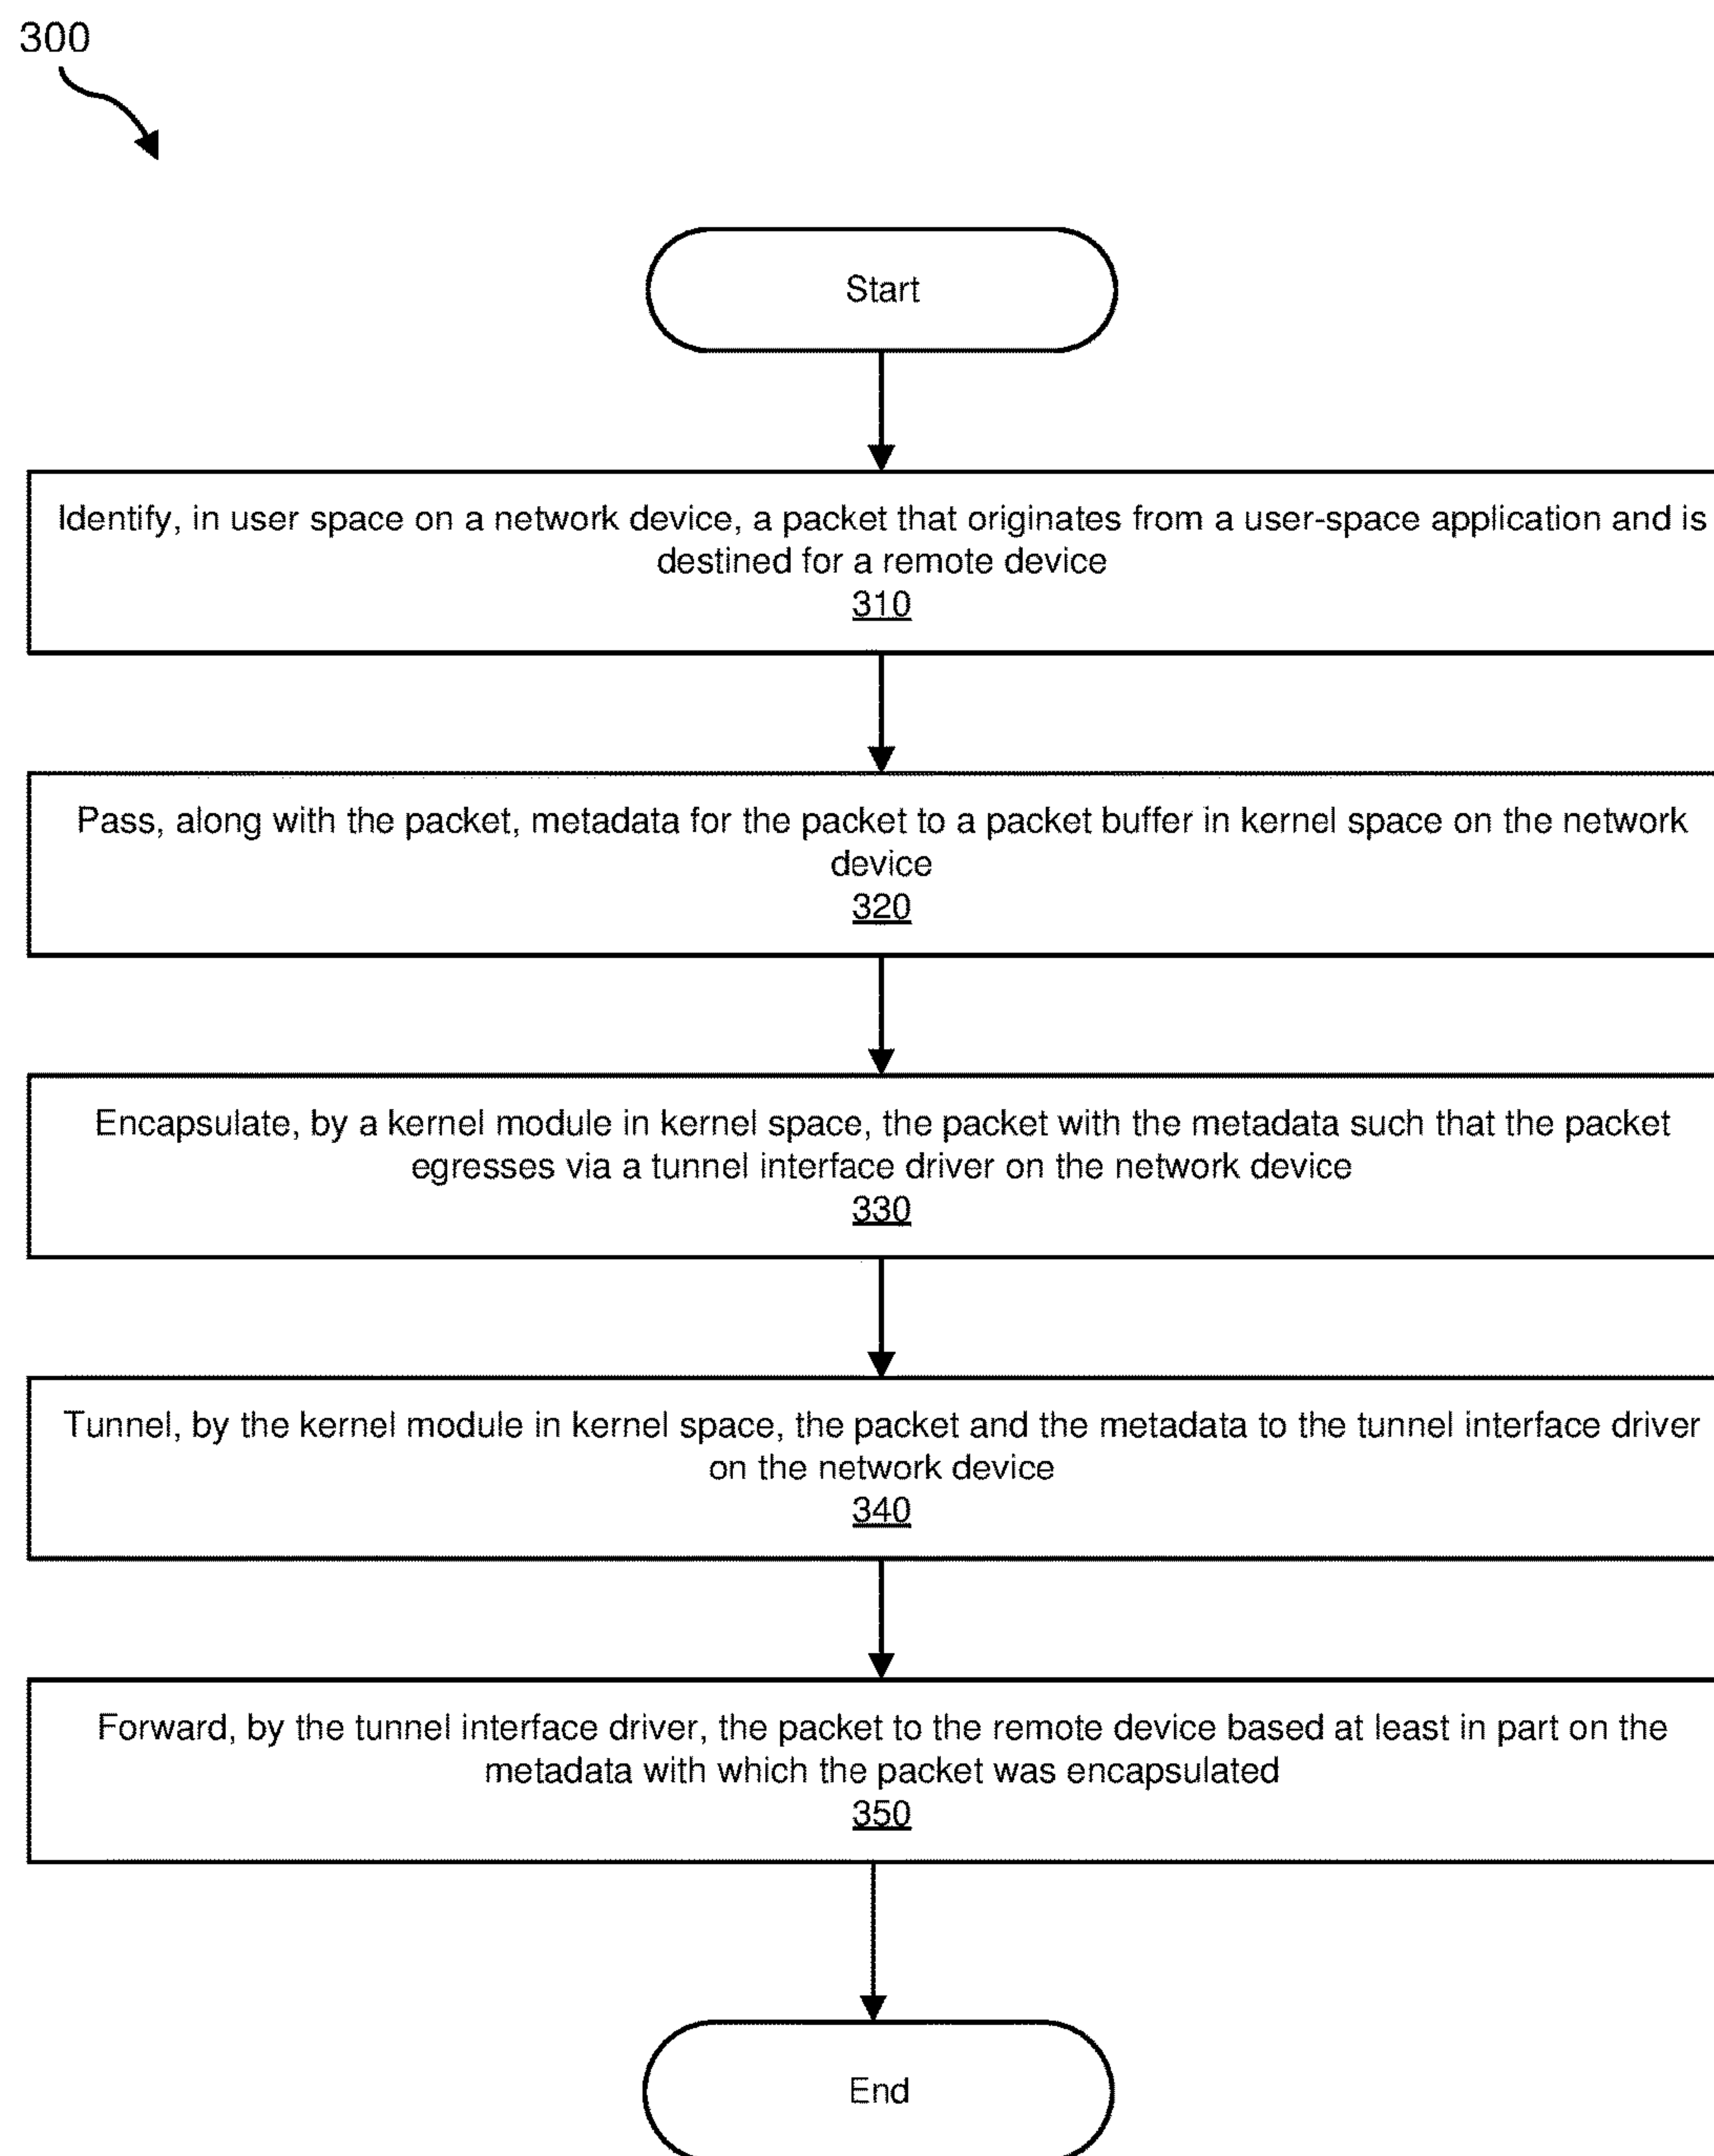 300
Start
Identify, in user space on a network device, a packet that originates from a user-space application and is
destined for a remote device
310
Pass, along with the packet, metadata for the packet to a packet buffer in kernel space on the network
device
320
Encapsulate, by a kernel module in kernel space, the packet with the metadata such that the packet
egresses via a tunnel interface driver on the network device
330
Tunnel, by the kernel module in kernel space, the packet and the metadata to the tunnel interface driver
on the network device
340
Forward, by the tunnel interface driver, the packet to the remote device based at least in part on the
metadata with which the packet was encapsulated
350
End